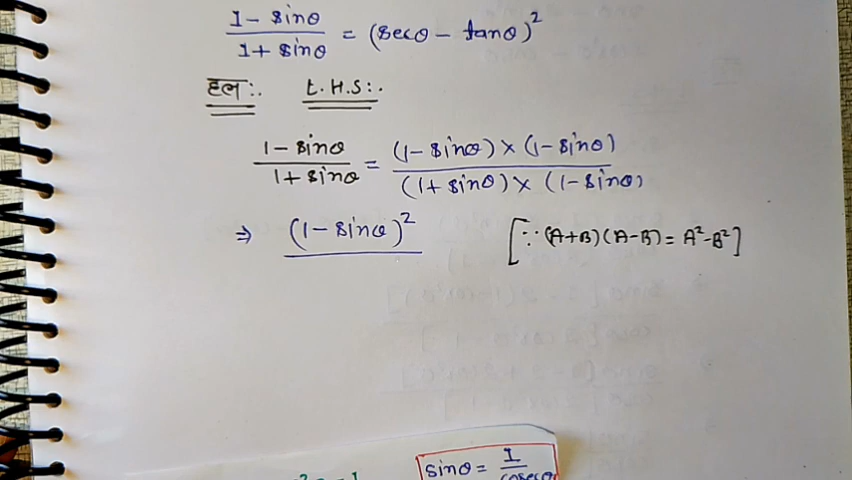 1 - sinθ / 1 + sinθ = (secθ - tanθ)²
हल :. L.H.S :.
1 - sinθ / 1 + sinθ = (1 - sinθ) × (1 - sinθ) / (1 + sinθ) × (1 - sinθ)
⇒ (1 - sinθ)² [∵ (A+B)(A-B) = A² - B²]
sinθ = 1 / cosecθ